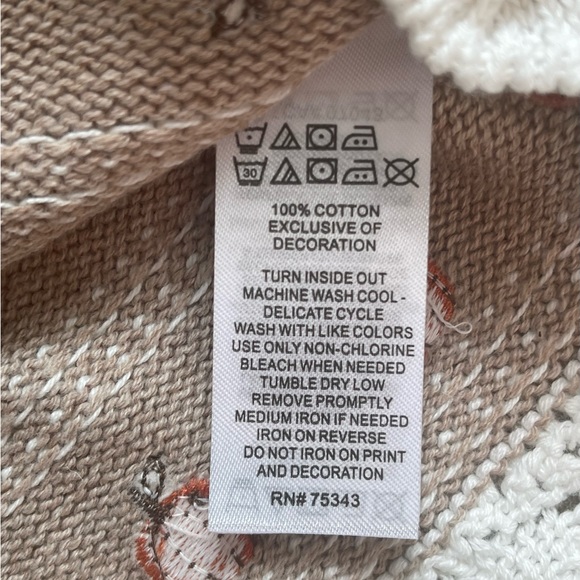 30
100% COTTON
EXCLUSIVE OF
DECORATION
TURN INSIDE OUT
MACHINE WASH COOL -
DELICATE CYCLE
WASH WITH LIKE COLORS
USE ONLY NON-CHLORINE
BLEACH WHEN NEEDED
TUMBLE DRY LOW
REMOVE PROMPTLY
MEDIUM IRON IF NEEDED
IRON ON REVERSE
DO NOT IRON ON PRINT
AND DECORATION
RN# 75343